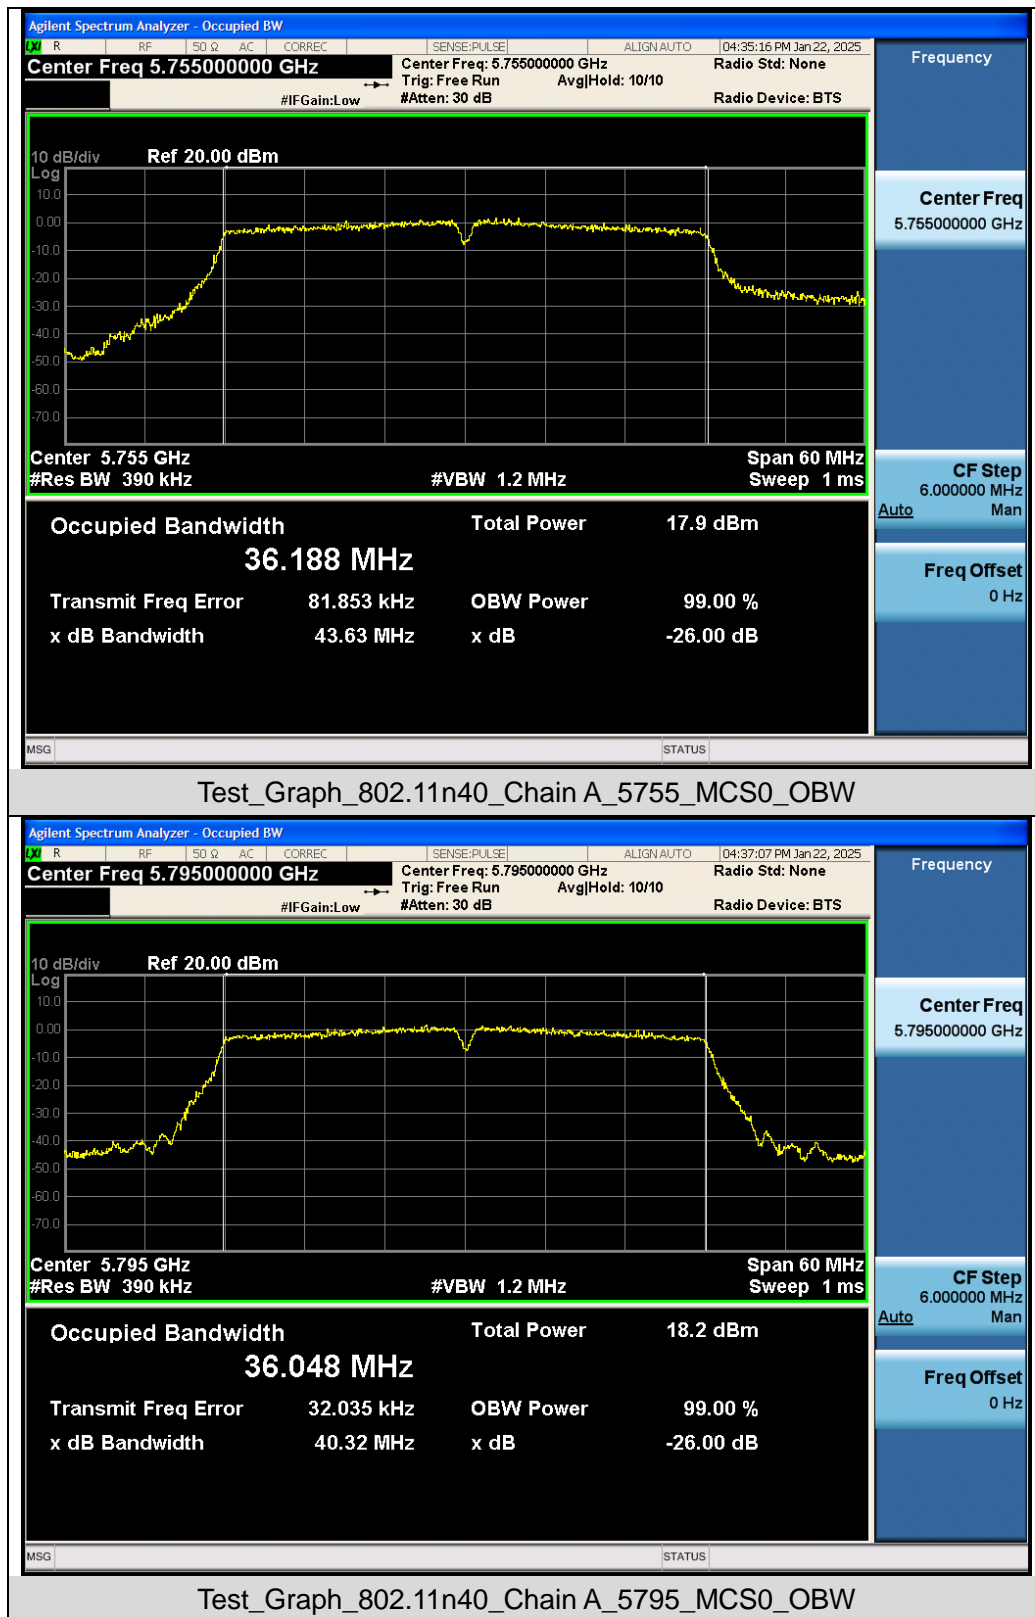 Agilent Spectrum Analyzer - Occupied BW
LXI R RF 50 Ω AC CORREC SENSE:PULSE ALIGN AUTO 04:35:16 PM Jan 22, 2025
Center Freq 5.755000000 GHz Center Freq: 5.755000000 GHz Radio Std: None
Trig: Free Run Avg|Hold: 10/10
#IFGain:Low #Atten: 30 dB Radio Device: BTS
Frequency
10 dB/div Ref 20.00 dBm
Log
10.0
0.00
-10.0
-20.0
-30.0
-40.0
-50.0
-60.0
-70.0
Center 5.755 GHz Span 60 MHz
#Res BW 390 kHz #VBW 1.2 MHz Sweep 1 ms
Center Freq
5.755000000 GHz
CF Step
6.000000 MHz
Auto Man
Freq Offset
0 Hz
Occupied Bandwidth Total Power 17.9 dBm
36.188 MHz
Transmit Freq Error 81.853 kHz OBW Power 99.00 %
x dB Bandwidth 43.63 MHz x dB -26.00 dB
MSG STATUS
Test_Graph_802.11n40_Chain A_5755_MCS0_OBW
Agilent Spectrum Analyzer - Occupied BW
LXI R RF 50 Ω AC CORREC SENSE:PULSE ALIGN AUTO 04:37:07 PM Jan 22, 2025
Center Freq 5.795000000 GHz Center Freq: 5.795000000 GHz Radio Std: None
Trig: Free Run Avg|Hold: 10/10
#IFGain:Low #Atten: 30 dB Radio Device: BTS
Frequency
10 dB/div Ref 20.00 dBm
Log
10.0
0.00
-10.0
-20.0
-30.0
-40.0
-50.0
-60.0
-70.0
Center 5.795 GHz Span 60 MHz
#Res BW 390 kHz #VBW 1.2 MHz Sweep 1 ms
Center Freq
5.795000000 GHz
CF Step
6.000000 MHz
Auto Man
Freq Offset
0 Hz
Occupied Bandwidth Total Power 18.2 dBm
36.048 MHz
Transmit Freq Error 32.035 kHz OBW Power 99.00 %
x dB Bandwidth 40.32 MHz x dB -26.00 dB
MSG STATUS
Test_Graph_802.11n40_Chain A_5795_MCS0_OBW